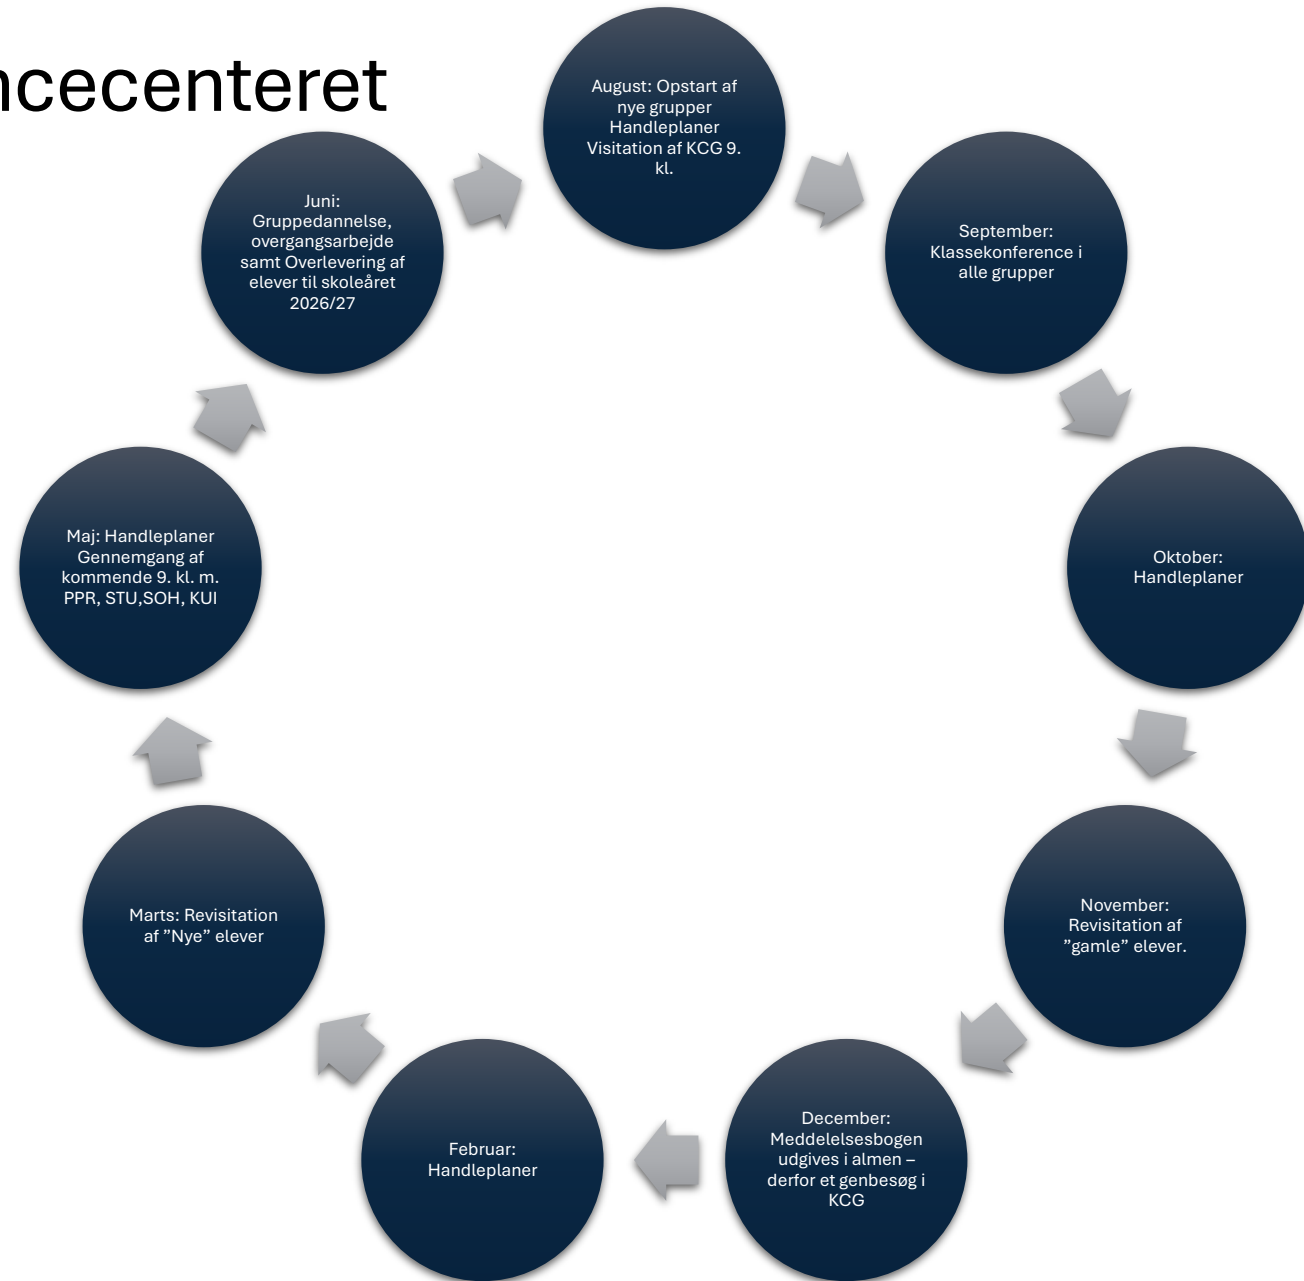 ncecenteret
August: Opstart af
nye grupper
Handleplaner
Visitation af KCG 9.
kl.
September:
Klassekonference i
alle grupper
Oktober:
Handleplaner
November:
Revisitation af
”gamle” elever.
December:
Meddelelsesbogen
udgives i almen –
derfor et genbesøg i
KCG
Februar:
Handleplaner
Marts: Revisitation
af ”Nye” elever
Maj: Handleplaner
Gennemgang af
kommende 9. kl. m.
PPR, STU,SOH, KUI
Juni:
Gruppedannelse,
overgangsarbejde
samt Overlevering af
elever til skoleåret
2026/27